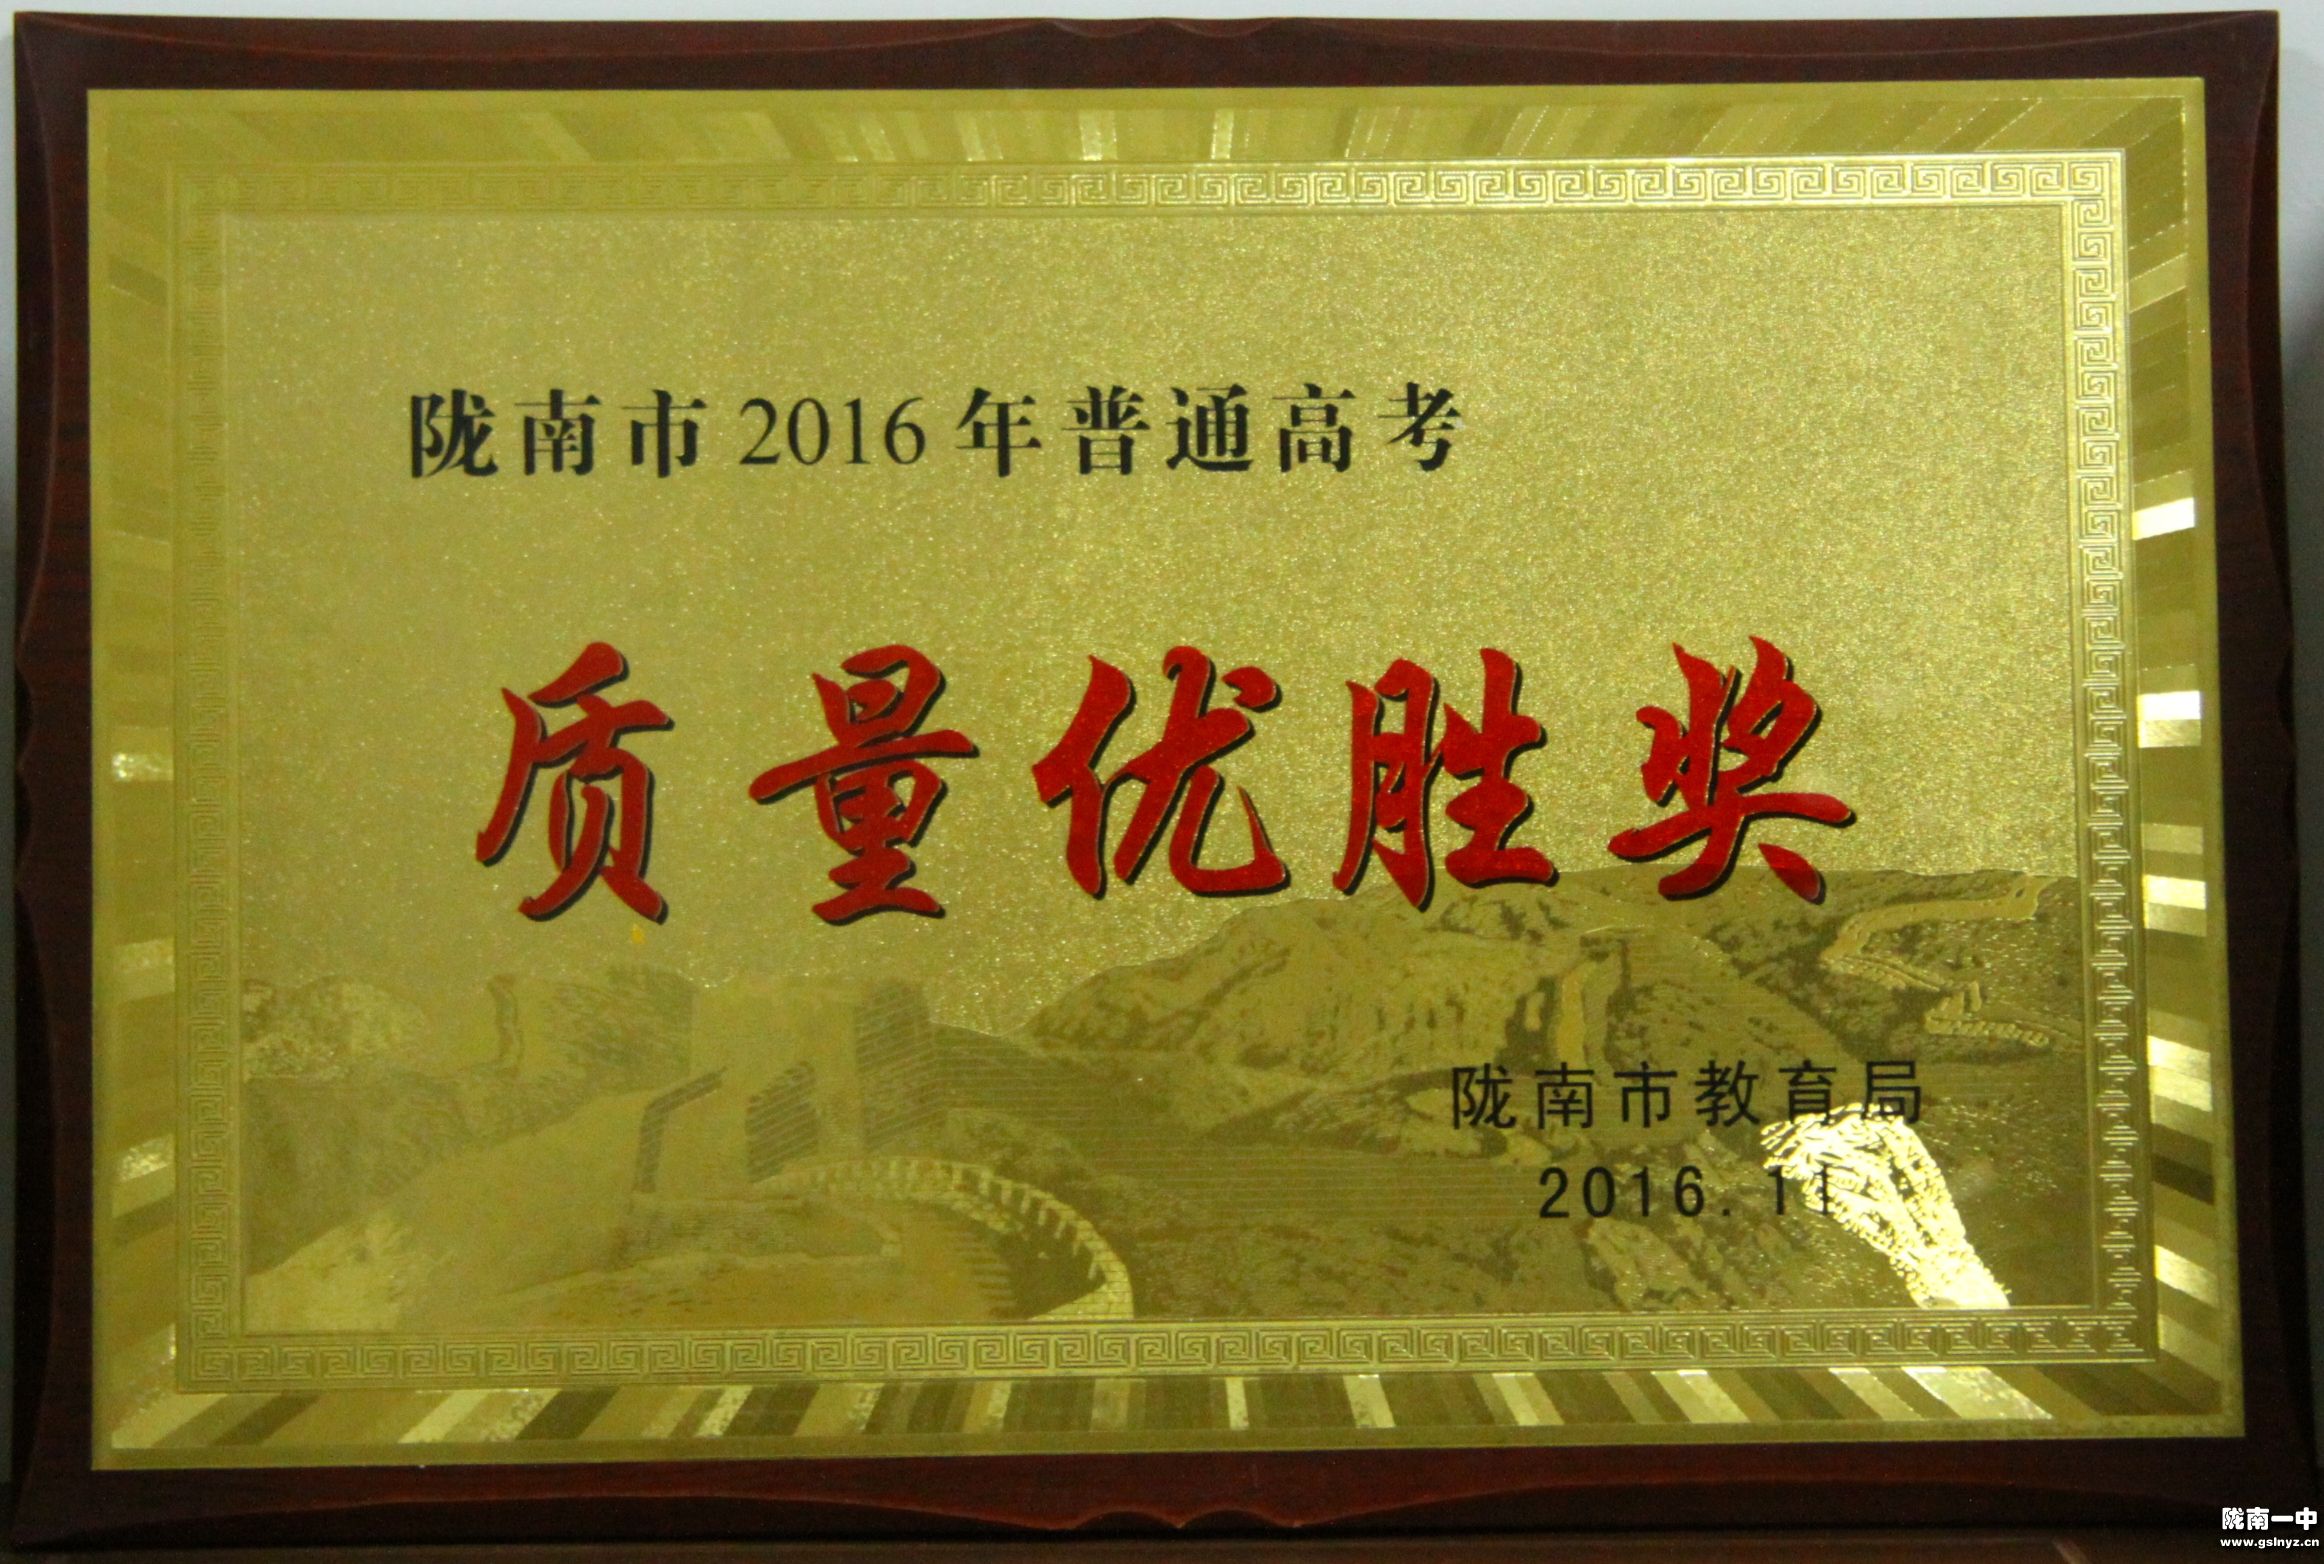 陇南市2016年普通高考
质量优胜奖
陇南市教育局
2016.11
陇南一中
www.gslnyz.cn